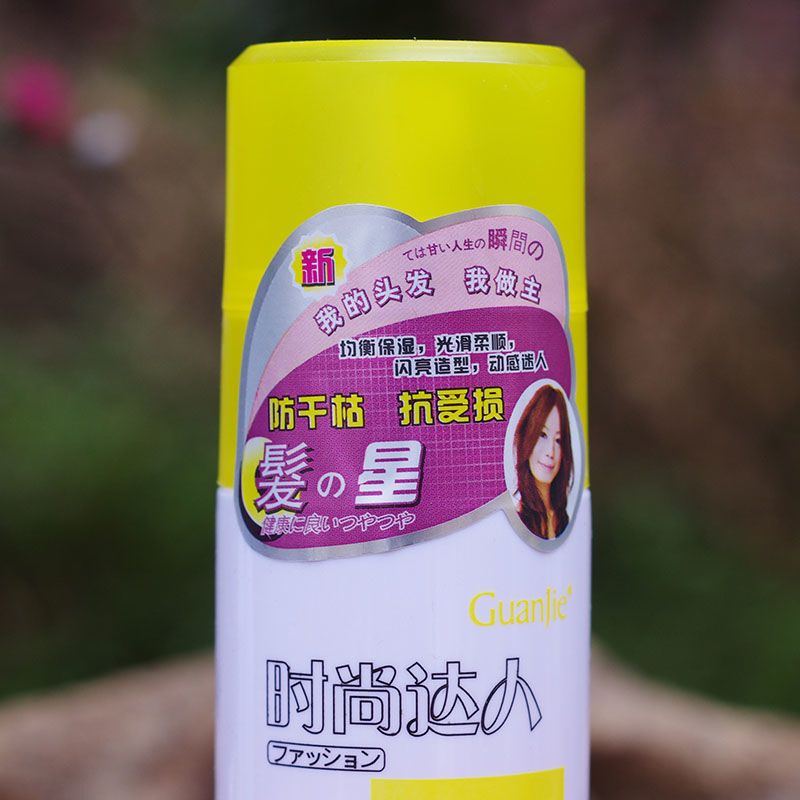 新
ては甘い人生の瞬間の
我的头发 我做主
均衡保湿，光滑柔顺，
闪亮造型，动感迷人
防干枯 抗受损
髪の星
健康に良いつやつや
GuanJie®
时尚达人
ファッション